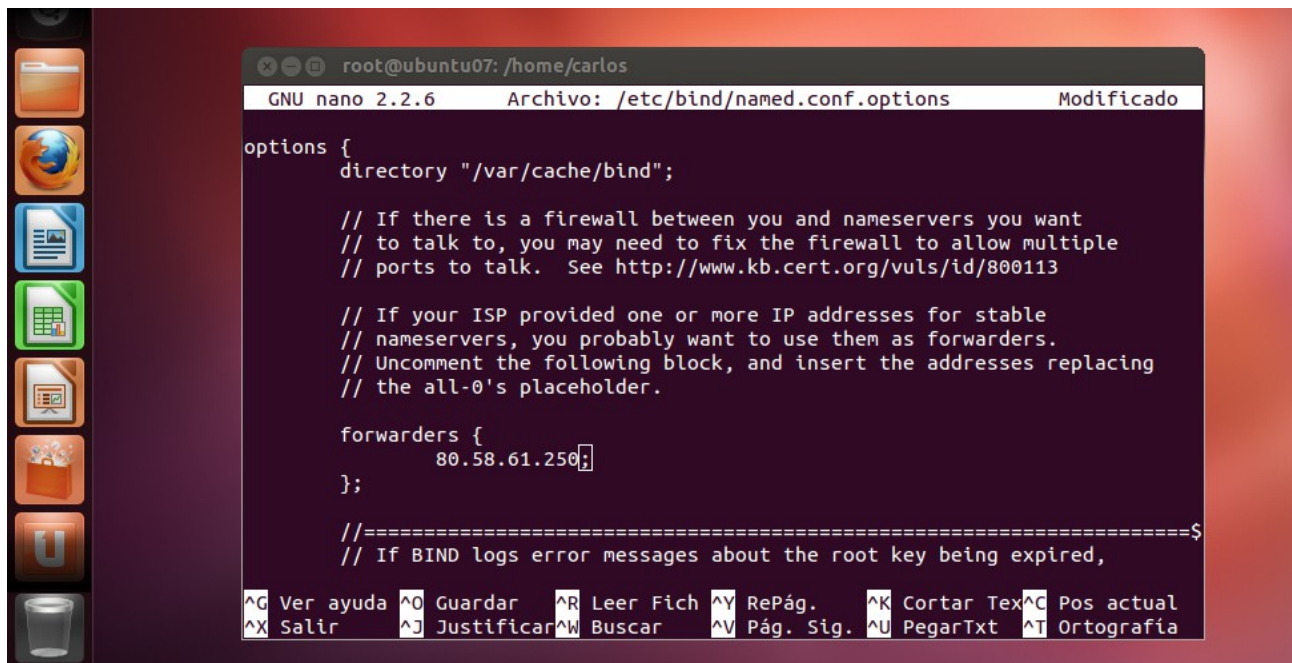 root@ubuntu07: /home/carlos
GNU nano 2.2.6 Archivo: /etc/bind/named.conf.options Modificado
options {
directory "/var/cache/bind";
// If there is a firewall between you and nameservers you want
// to talk to, you may need to fix the firewall to allow multiple
// ports to talk.  See http://www.kb.cert.org/vuls/id/800113
// If your ISP provided one or more IP addresses for stable
// nameservers, you probably want to use them as forwarders.
// Uncomment the following block, and insert the addresses replacing
// the all-0's placeholder.
forwarders {
80.58.61.250;
};
//=====================================================================$
// If BIND logs error messages about the root key being expired,
^G Ver ayuda ^O Guardar ^R Leer Fich ^Y RePág. ^K Cortar Tex^C Pos actual
^X Salir ^J Justificar^W Buscar ^V Pág. Sig. ^U PegarTxt ^T Ortografía